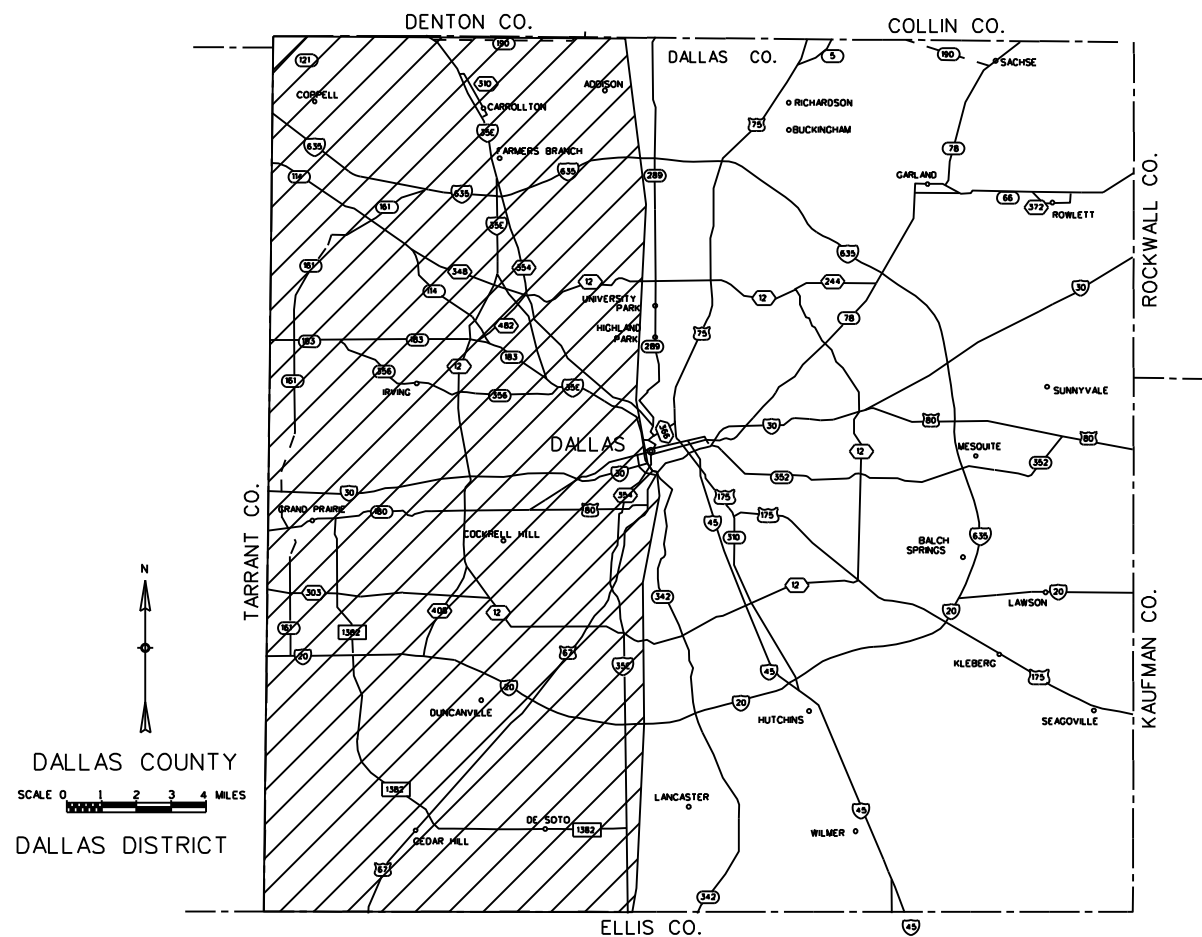 DENTON CO.
COLLIN CO.
190
DALLAS CO.
5
190
121
SACHSE
310
ADDISON
COPPELL
CARROLLTON
RICHARDSON
35E
75
BUCKINGHAM
635
FARMERS BRANCH
78
114
635
289
GARLAND
635
161
66
372
ROWLETT
35E
ROCKWALL CO.
635
161
348
354
114
12
244
30
12
UNIVERSITY
PARK
482
78
HIGHLAND
PARK
75
183
183
289
183
12
161
356
35E
IRVING
356
SUNNYVALE
80
30
366
80
DALLAS
12
MESQUITE
352
30
352
30
354
175
TARRANT CO.
GRAND PRAIRIE
480
80
175
45
COCKRELL HILL
310
BALCH
SPRINGS
635
N
303
12
342
LAWSON
20
408
12
20
161
1382
KAUFMAN CO.
20
67
35E
KLEBERG
45
175
20
20
DUNCANVILLE
HUTCHINS
SEAGOVILLE
DALLAS COUNTY
SCALE 0 1 2 3 4 MILES
1382
LANCASTER
45
DALLAS DISTRICT
DE SOTO
1382
WILMER
CEDAR HILL
67
342
ELLIS CO.
45